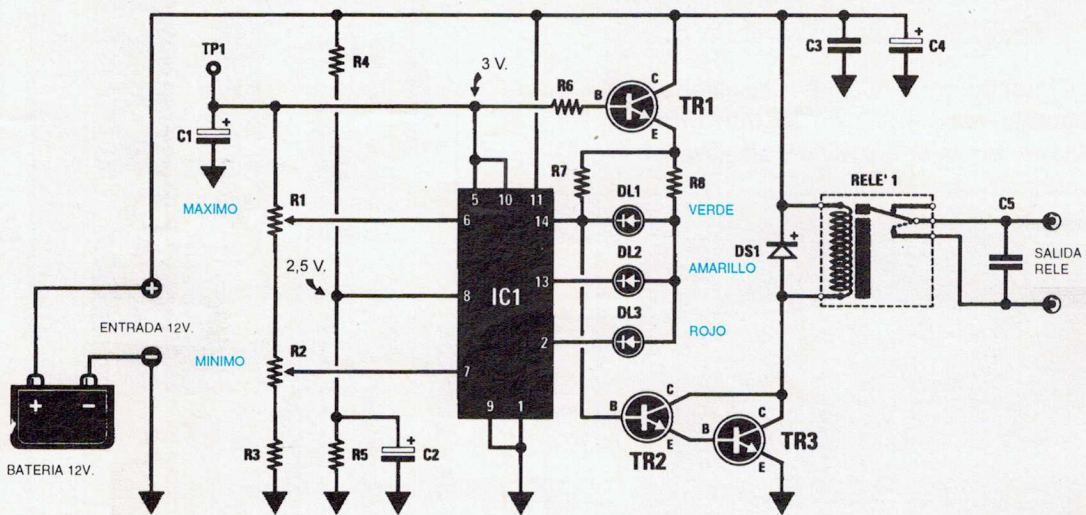 TP1
C1
R4
3 V.
R6
B
C
E
TR1
C3
C4
+
+
R7
R8
5
10
11
6
14
8
13
IC1
2
7
9
1
MAXIMO
R1
2,5 V.
MINIMO
R2
R3
R5
C2
+
DL1
VERDE
DL2
AMARILLO
DL3
ROJO
RELE' 1
DS1
+
C5
SALIDA
RELE
B
C
E
TR2
B
C
E
TR3
+
ENTRADA 12V.
-
+ -
BATERIA 12V.